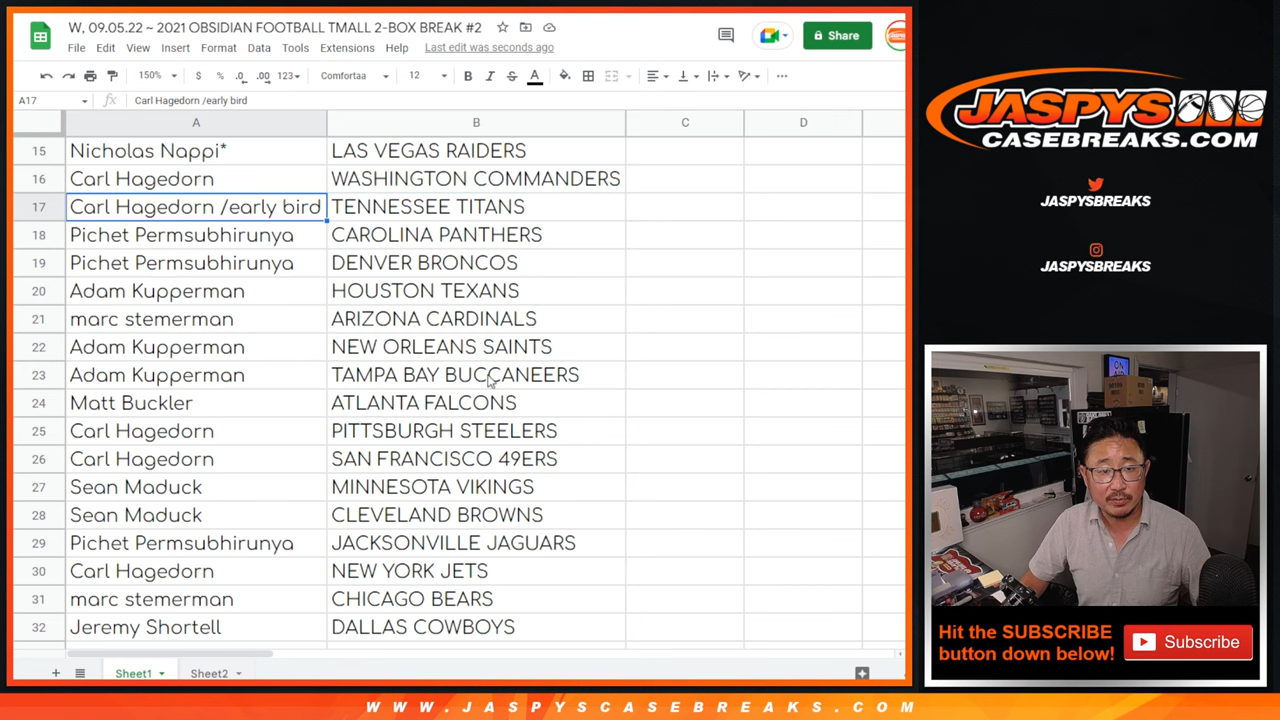 W, 09.05.22 ~ 2021 OBSIDIAN FOOTBALL TMALL 2-BOX BREAK #2
File Edit View Insert Format Data Tools Extensions Help Last edit was seconds ago
Share
150% $ % .0 .00 123 Comfortaa 12 B I S A
A17 fx Carl Hagedorn /early bird
A B C D
15 Nicholas Nappi* LAS VEGAS RAIDERS
16 Carl Hagedorn WASHINGTON COMMANDERS
17 Carl Hagedorn /early bird TENNESSEE TITANS
18 Pichet Permsubhirunya CAROLINA PANTHERS
19 Pichet Permsubhirunya DENVER BRONCOS
20 Adam Kupperman HOUSTON TEXANS
21 marc stemerman ARIZONA CARDINALS
22 Adam Kupperman NEW ORLEANS SAINTS
23 Adam Kupperman TAMPA BAY BUCCANEERS
24 Matt Buckler ATLANTA FALCONS
25 Carl Hagedorn PITTSBURGH STEELERS
26 Carl Hagedorn SAN FRANCISCO 49ERS
27 Sean Maduck MINNESOTA VIKINGS
28 Sean Maduck CLEVELAND BROWNS
29 Pichet Permsubhirunya JACKSONVILLE JAGUARS
30 Carl Hagedorn NEW YORK JETS
31 marc stemerman CHICAGO BEARS
32 Jeremy Shortell DALLAS COWBOYS
Sheet1 Sheet2
JASPYS
CASEBREAKS.COM
JASPYSBREAKS
JASPYSBREAKS
Hit the SUBSCRIBE
button down below!
Subscribe
WWW.JASPYSCASEBREAKS.COM